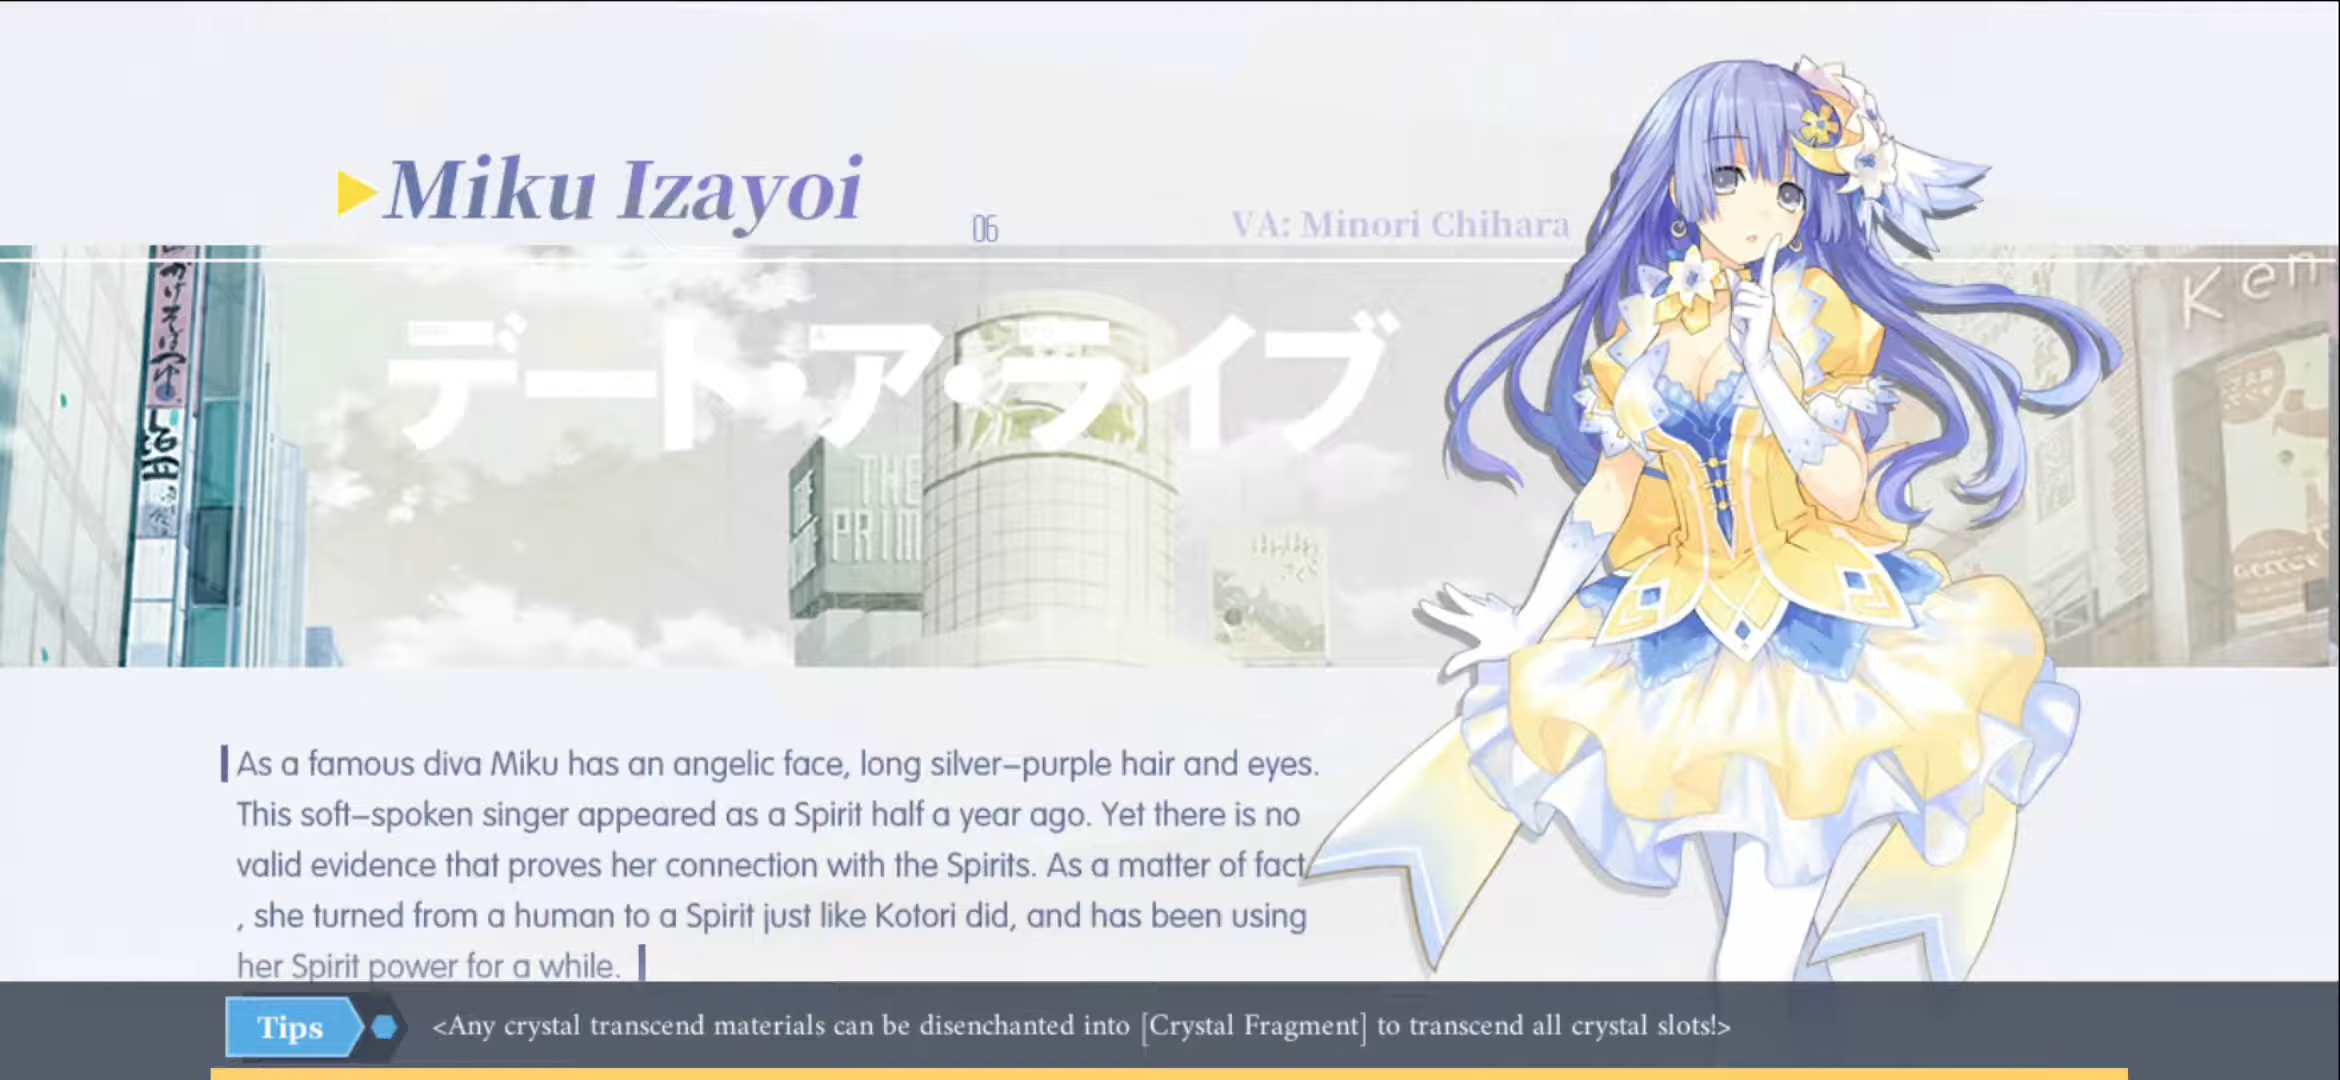 Miku Izayoi
06
VA: Minori Chihara
デート・ア・ライブ
THE
PRIM
Ken
As a famous diva Miku has an angelic face, long silver–purple hair and eyes.
This soft–spoken singer appeared as a Spirit half a year ago. Yet there is no
valid evidence that proves her connection with the Spirits. As a matter of fact
, she turned from a human to a Spirit just like Kotori did, and has been using
her Spirit power for a while.
Tips
<Any crystal transcend materials can be disenchanted into [Crystal Fragment] to transcend all crystal slots!>